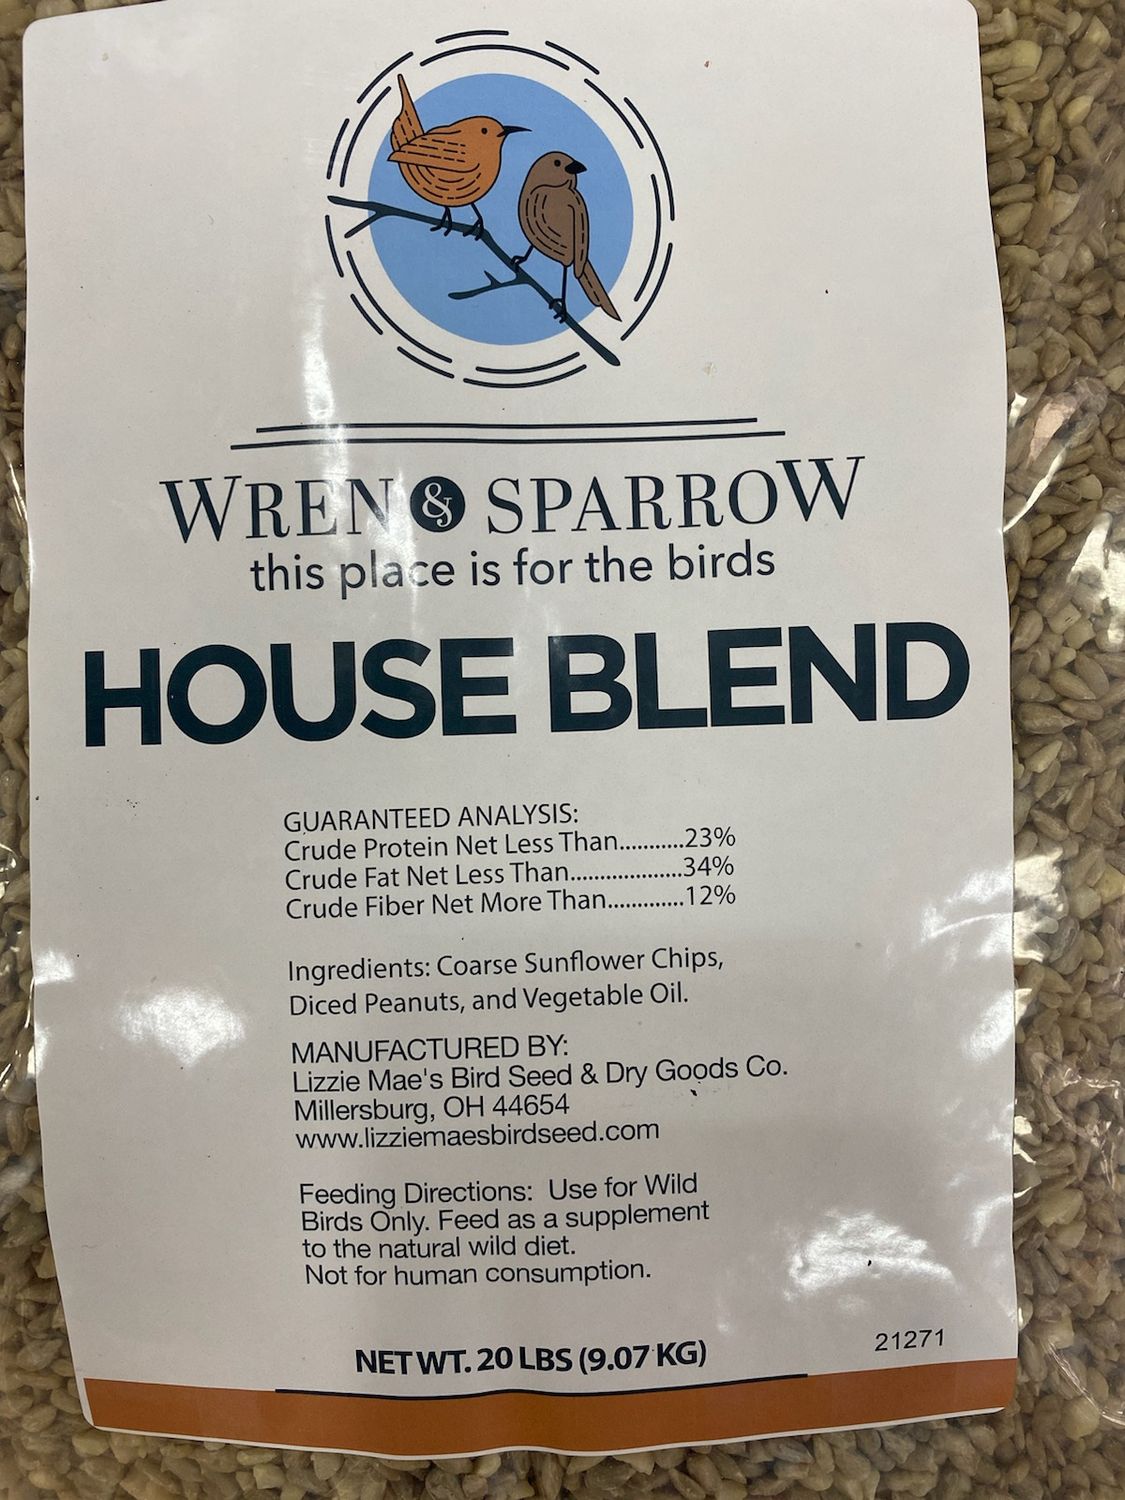 WREN & SPARROW
this place is for the birds
HOUSE BLEND
GUARANTEED ANALYSIS:
Crude Protein Net Less Than...........23%
Crude Fat Net Less Than....................34%
Crude Fiber Net More Than.............12%
Ingredients: Coarse Sunflower Chips,
Diced Peanuts, and Vegetable Oil.
MANUFACTURED BY:
Lizzie Mae's Bird Seed & Dry Goods Co.
Millersburg, OH 44654
www.lizziemaesbirdseed.com
Feeding Directions: Use for Wild
Birds Only. Feed as a supplement
to the natural wild diet.
Not for human consumption.
NET WT. 20 LBS (9.07 KG)
21271